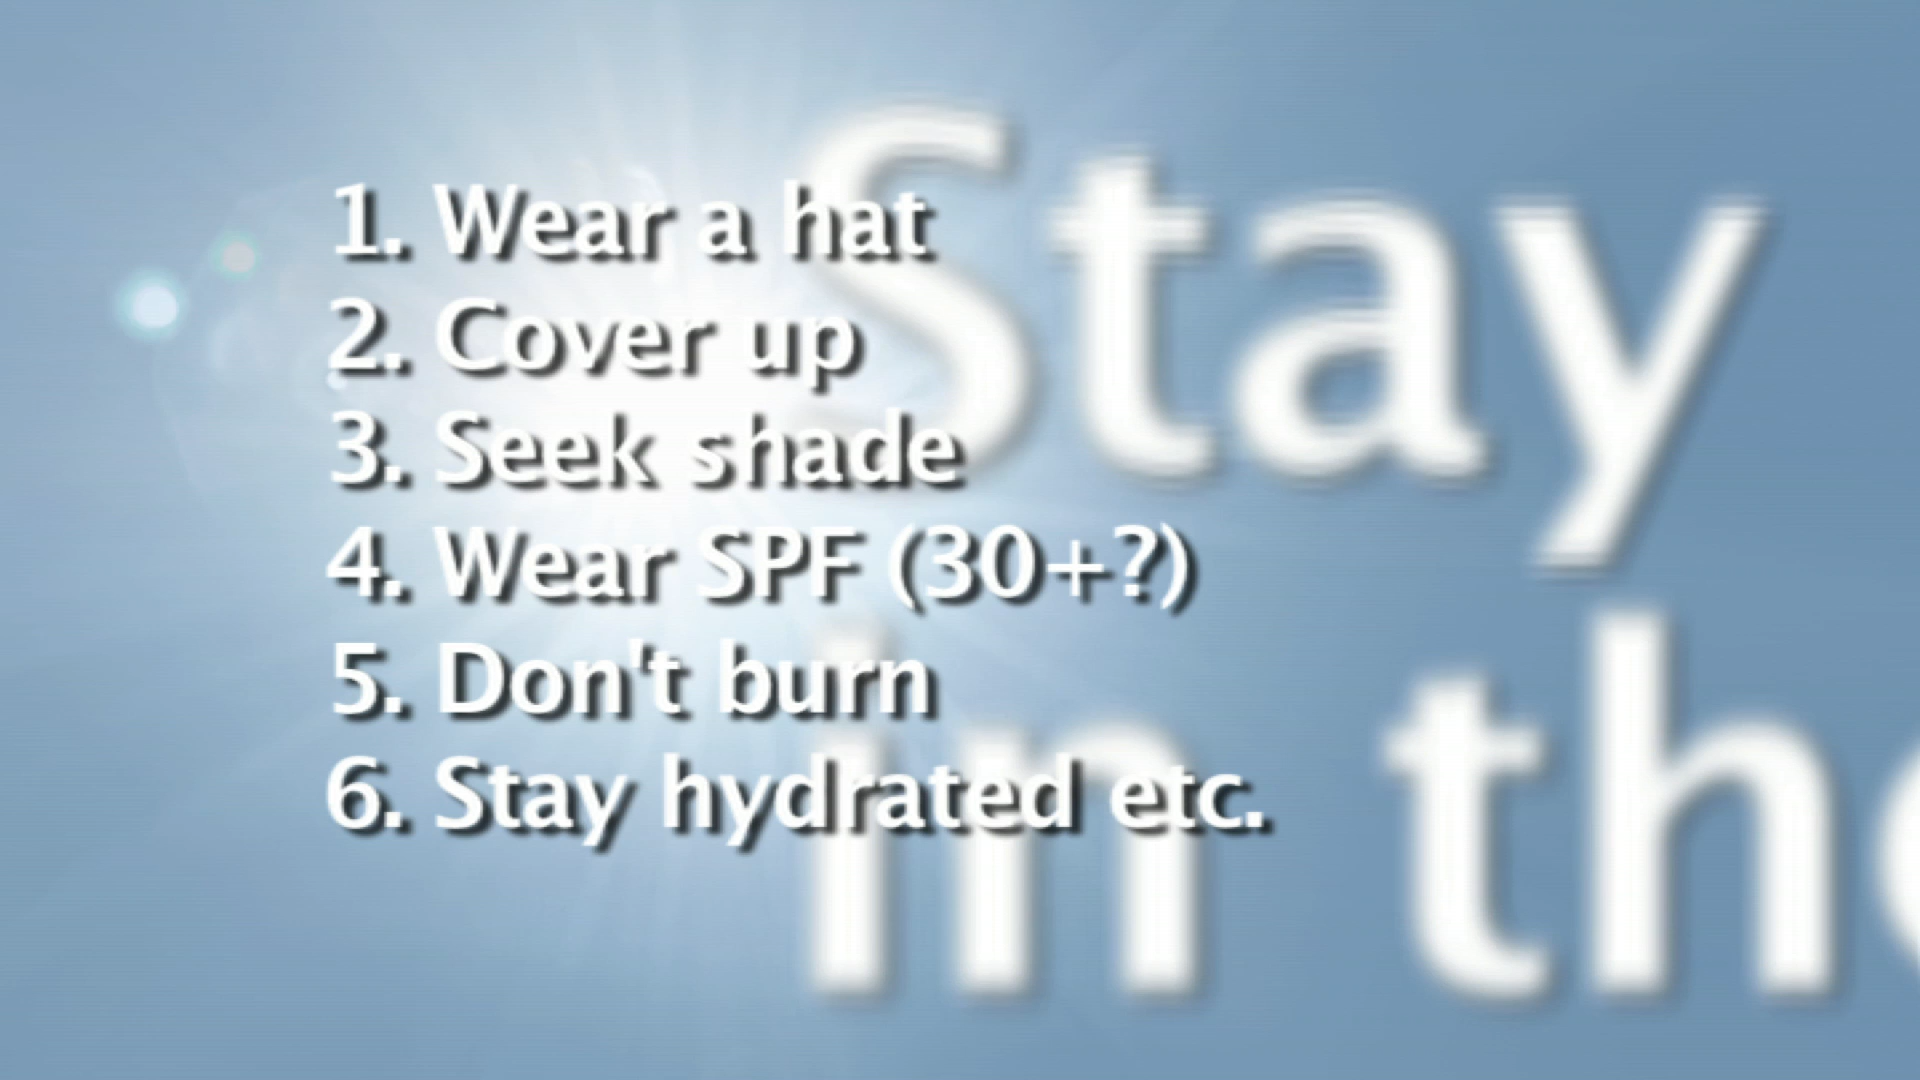 1. Wear a hat
2. Cover up
3. Seek shade
4. Wear SPF (30+?)
5. Don't burn
6. Stay hydrated etc.
Stay
in the